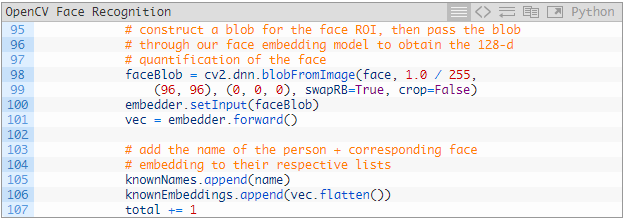 OpenCV Face Recognition Python
95 # construct a blob for the face ROI, then pass the blob
96 # through our face embedding model to obtain the 128-d
97 # quantification of the face
98 faceBlob = cv2.dnn.blobFromImage(face, 1.0 / 255,
99 (96, 96), (0, 0, 0), swapRB=True, crop=False)
100 embedder.setInput(faceBlob)
101 vec = embedder.forward()
102
103 # add the name of the person + corresponding face
104 # embedding to their respective lists
105 knownNames.append(name)
106 knownEmbeddings.append(vec.flatten())
107 total += 1